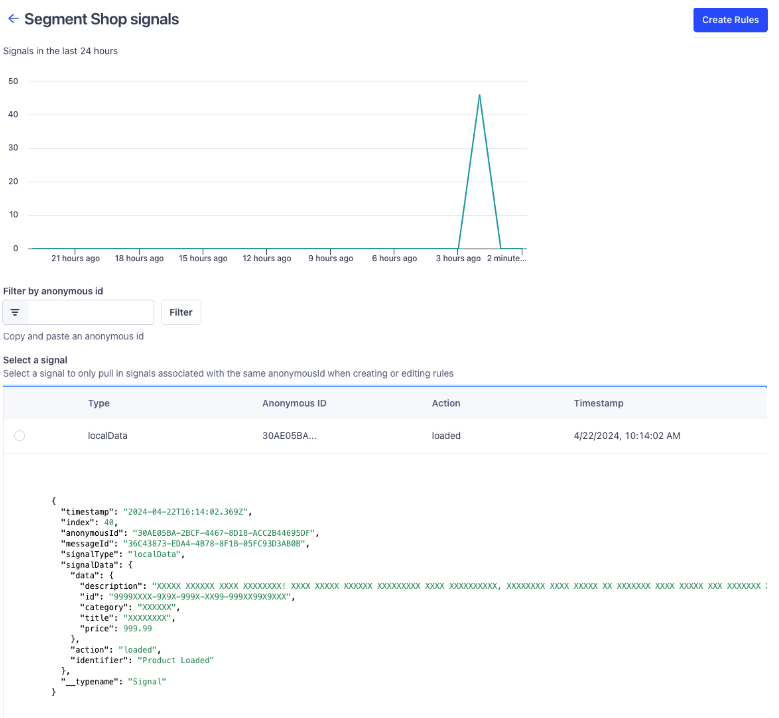 ← Segment Shop signals
Create Rules
Signals in the last 24 hours
50
40
30
20
10
0
21 hours ago 18 hours ago 15 hours ago 12 hours ago 9 hours ago 6 hours ago 3 hours ago 2 minute...
Filter by anonymous id
Filter
Copy and paste an anonymous id
Select a signal
Select a signal to only pull in signals associated with the same anonymousId when creating or editing rules
Type Anonymous ID Action Timestamp
localData 30AE05BA... loaded 4/22/2024, 10:14:02 AM
{
"timestamp": "2024-04-22T16:14:02.369Z",
"index": 40,
"anonymousId": "30AE05BA-2BCF-4467-8D18-ACC2B44695DF",
"messageId": "36C43873-EDA4-4B78-8F1B-05FC93D3AB0B",
"signalType": "localData",
"signalData": {
"data": {
"description": "XXXXX XXXXXX XXXX XXXXXXXX! XXXX XXXXX XXXXXX XXXXXXXXX XXXX XXXXXXXXXX, XXXXXXXX XXXX XXXXX XX XXXXXXX XXXX XXXXX XXX XXXXXXX
"id": "9999XXXX-9X9X-999X-XX99-999XX99X9XXX",
"category": "XXXXXX",
"title": "XXXXXXXX",
"price": 999.99
},
"action": "loaded",
"identifier": "Product Loaded"
},
"__typename": "Signal"
}